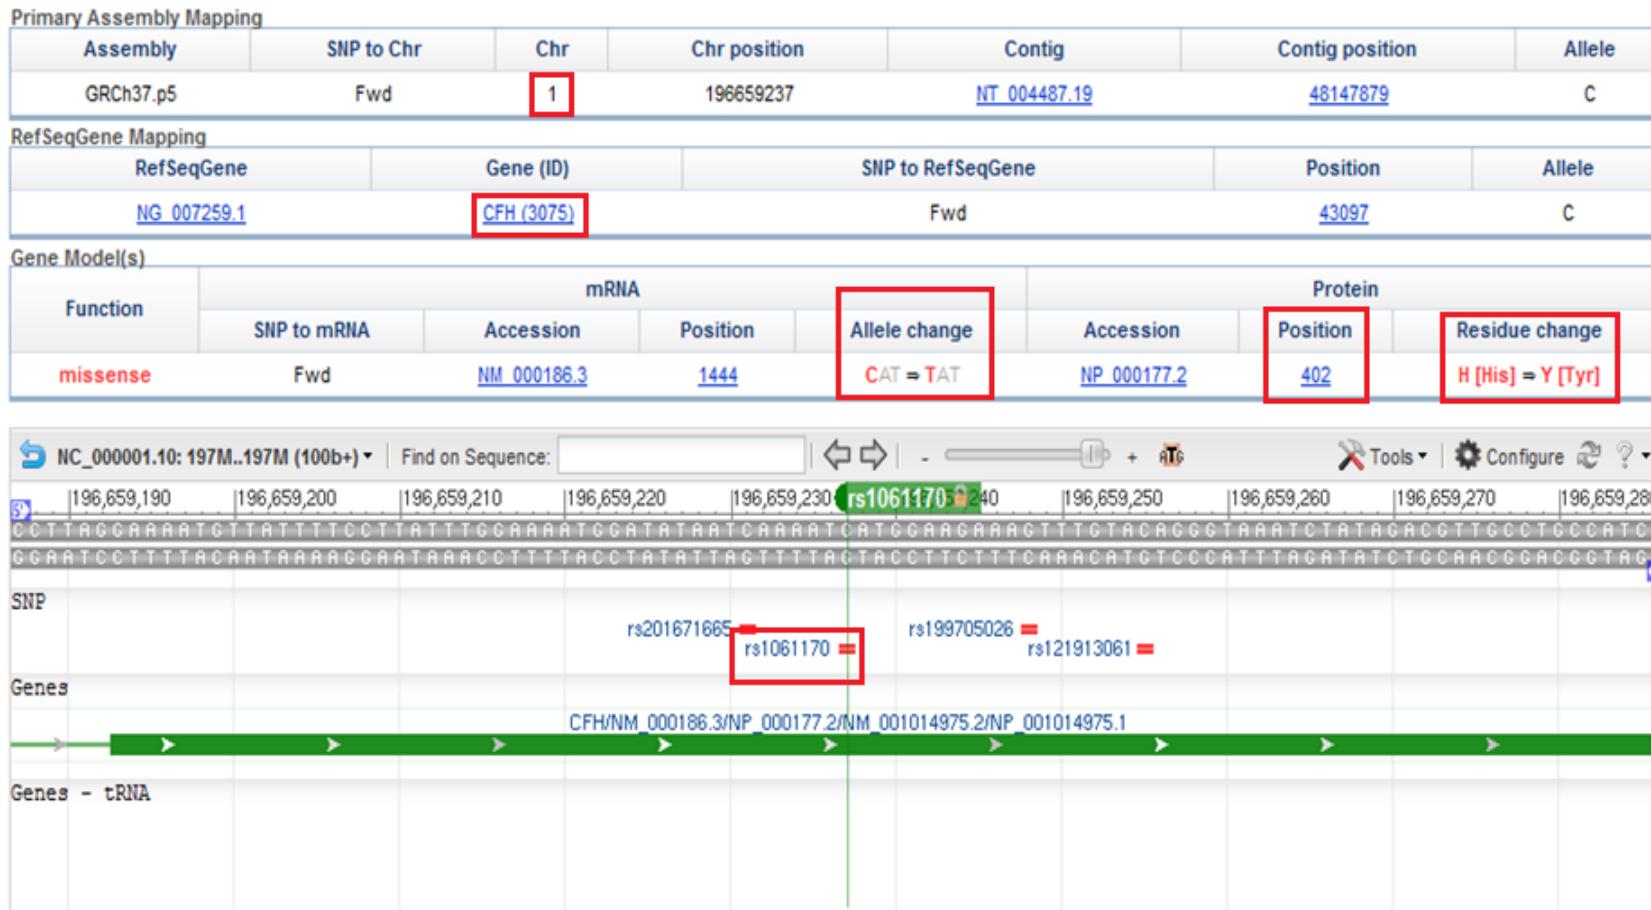 Primary Assembly Mapping
Assembly SNP to Chr Chr Chr position Contig Contig position Allele
GRCh37.p5 Fwd 1 196659237 NT_004487.19 48147879 C
RefSeqGene Mapping
RefSeqGene Gene (ID) SNP to RefSeqGene Position Allele
NG_007259.1 CFH (3075) Fwd 43097 C
Gene Model(s)
Function mRNA Protein
SNP to mRNA Accession Position Allele change Accession Position Residue change
missense Fwd NM_000186.3 1444 CAT ⇒ TAT NP_000177.2 402 H [His] ⇒ Y [Tyr]
NC_000001.10: 197M..197M (100b+) Find on Sequence: - + ATG Tools Configure ?
5' 196,659,190 196,659,200 196,659,210 196,659,220 196,659,230 rs1061170 240 196,659,250 196,659,260 196,659,270
CCTTAGGAAAATGTTATTTTCCTTATTTGGAAAATGGATATAATCAAAATCATGGAAGAAAGTTTGTACAGGGTAAATCTATAGACGTTGCCTGCCATC
GGAATCCTTTTACAATAAAAGGAATAAACCTTTTACCTATATTAGTTTTAGTACCTTCTTTCAAACATGTCCCATTTAGATATCTGCAACGGACGGTAG
SNP
rs201671665 rs199705026
rs1061170 rs121913061
Genes
CFH/NM_000186.3/NP_000177.2/NM_001014975.2/NP_001014975.1
Genes - tRNA